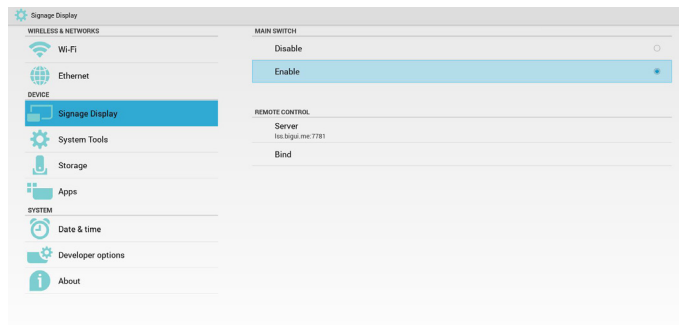 Signage Display
WIRELESS & NETWORKS
Wi-Fi
Ethernet
DEVICE
Signage Display
System Tools
Storage
Apps
SYSTEM
Date & time
Developer options
About
MAIN SWITCH
Disable
Enable
REMOTE CONTROL
Server
lss.bigui.me:7781
Bind